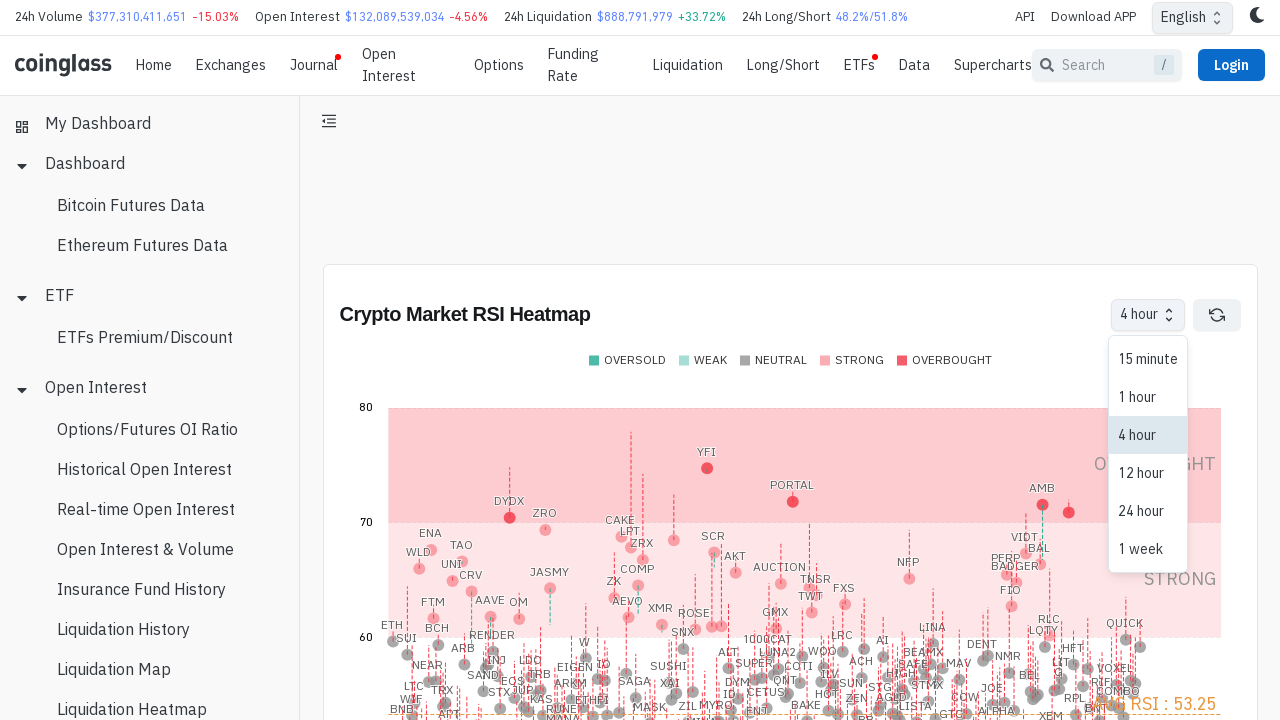 24h Volume $377,310,411,651 -15.03% Open Interest $132,089,539,034 -4.56% 24h Liquidation $888,791,979 +33.72% 24h Long/Short 48.2%/51.8% API Download APP English
coinglass Home Exchanges Journal Open Interest Options Funding Rate Liquidation Long/Short ETFs Data Supercharts Search / Login
My Dashboard
Dashboard
Bitcoin Futures Data
Ethereum Futures Data
ETF
ETFs Premium/Discount
Open Interest
Options/Futures OI Ratio
Historical Open Interest
Real-time Open Interest
Open Interest & Volume
Insurance Fund History
Liquidation History
Liquidation Map
Liquidation Heatmap
Crypto Market RSI Heatmap
4 hour
15 minute
1 hour
4 hour
12 hour
24 hour
1 week
OVERSOLD WEAK NEUTRAL STRONG OVERBOUGHT
80
70
60
STRONG
RSI : 53.25
YFI
PORTAL
AMB
DYDX
ZRO
CAKE
LPT
ZRX
ENA
TAO
WLD
UNI
CRV
SCR
AKT
VIDT
BAL
PERP
BADGER
FIO
JASMY
COMP
ZK
AEVO
AUCTION
TNSR
TWT
FXS
NFP
FTM
AAVE
OM
XMR
ROSE
GMX
ETH
SUI
BCH
RENDER
SNX
1000CAT
LRC
LINA
RLC
LQTY
QUICK
ARB
INJ
LDO
W
ALT
LUNA2
WOO
AI
BEAMX
DENT
NMR
HFT
NEAR
SAND
EOS
TRB
EIGEN
IO
SUSHI
SUPER
COTI
ACH
SAFE
MAV
LIT
VOXEL
LTC
TRX
STX
JUP
ARKM
SAGA
XAI
DYM
QNT
ILV
SUN
HIGH
STMX
BEL
RIF
COMBO
WIF
KAS
ETHFI
ID
CETUS
HOT
STG
JOE
RPL
BNB
MASK
ZIL
MYRO
BAKE
ZEN
LISTA
ALPHA
XEM